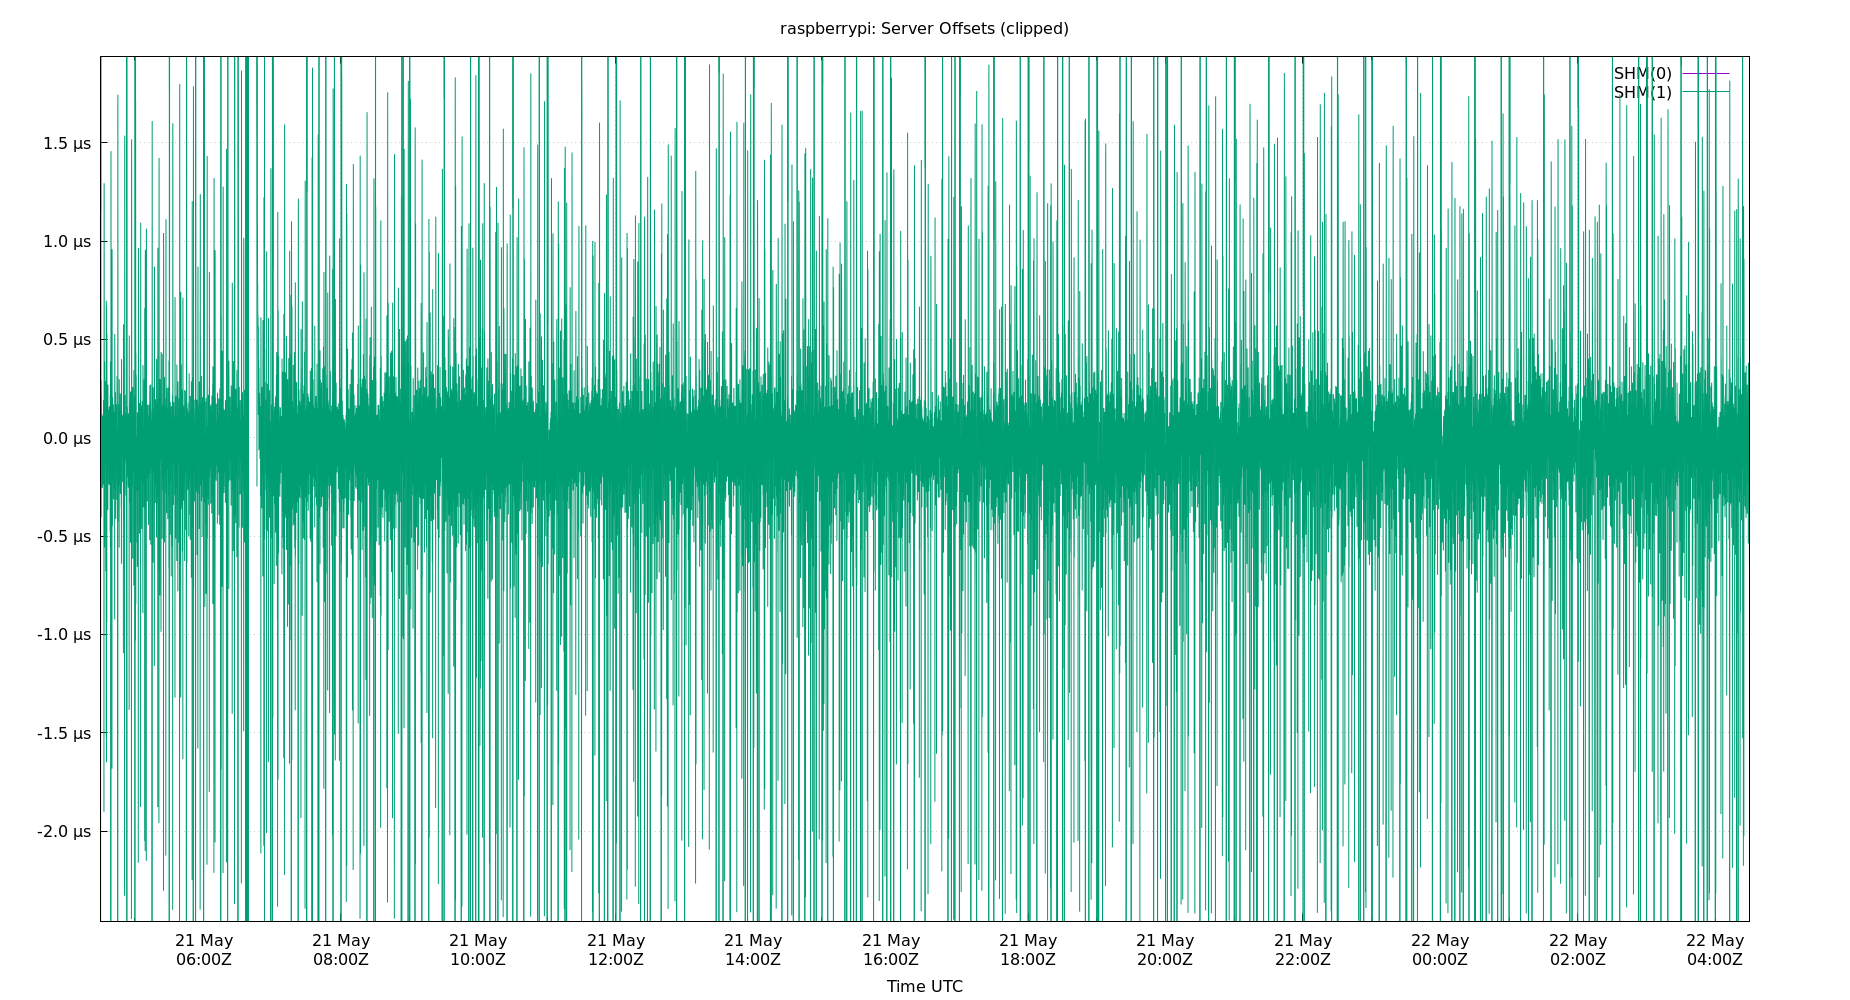 raspberrypi: Server Offsets (clipped)
SHM(0)
SHM(1)
1.5 µs
1.0 µs
0.5 µs
0.0 µs
-0.5 µs
-1.0 µs
-1.5 µs
-2.0 µs
21 May 21 May 21 May 21 May 21 May 21 May 21 May 21 May 21 May 22 May 22 May 22 May
06:00Z 08:00Z 10:00Z 12:00Z 14:00Z 16:00Z 18:00Z 20:00Z 22:00Z 00:00Z 02:00Z 04:00Z
Time UTC